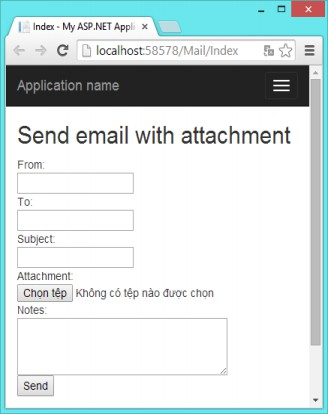 Index - My ASP.NET Appli
localhost:58578/Mail/Index
Application name
Send email with attachment
From:
To:
Subject:
Attachment:
Chọn tệp Không có tệp nào được chọn
Notes:
Send